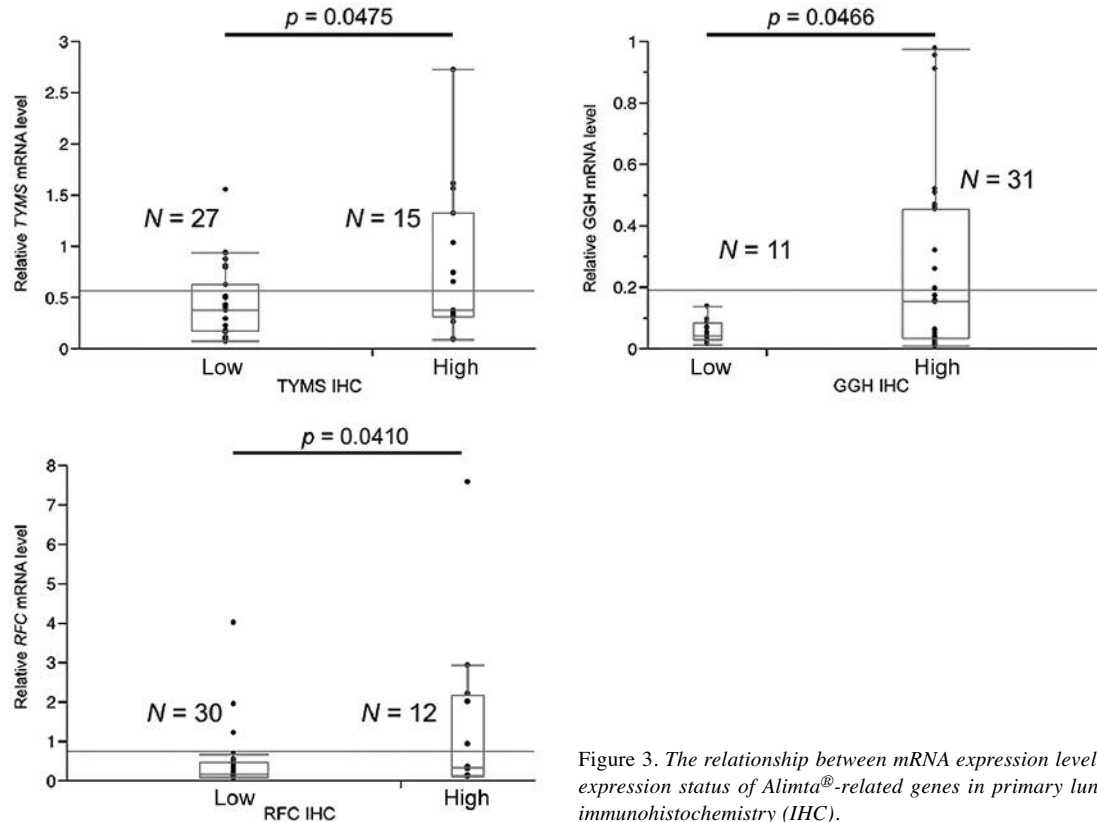 p = 0.0475
3
2.5
2
1.5
1
0.5
0
Relative TYMS mRNA level
N = 27
N = 15
Low
High
TYMS IHC
p = 0.0466
1
0.8
0.6
0.4
0.2
0
Relative GGH mRNA level
N = 11
N = 31
Low
High
GGH IHC
p = 0.0410
8
7
6
5
4
3
2
1
0
Relative RFC mRNA level
N = 30
N = 12
Low
High
RFC IHC
Figure 3. The relationship between mRNA expression level
expression status of Alimta®-related genes in primary lun
immunohistochemistry (IHC).